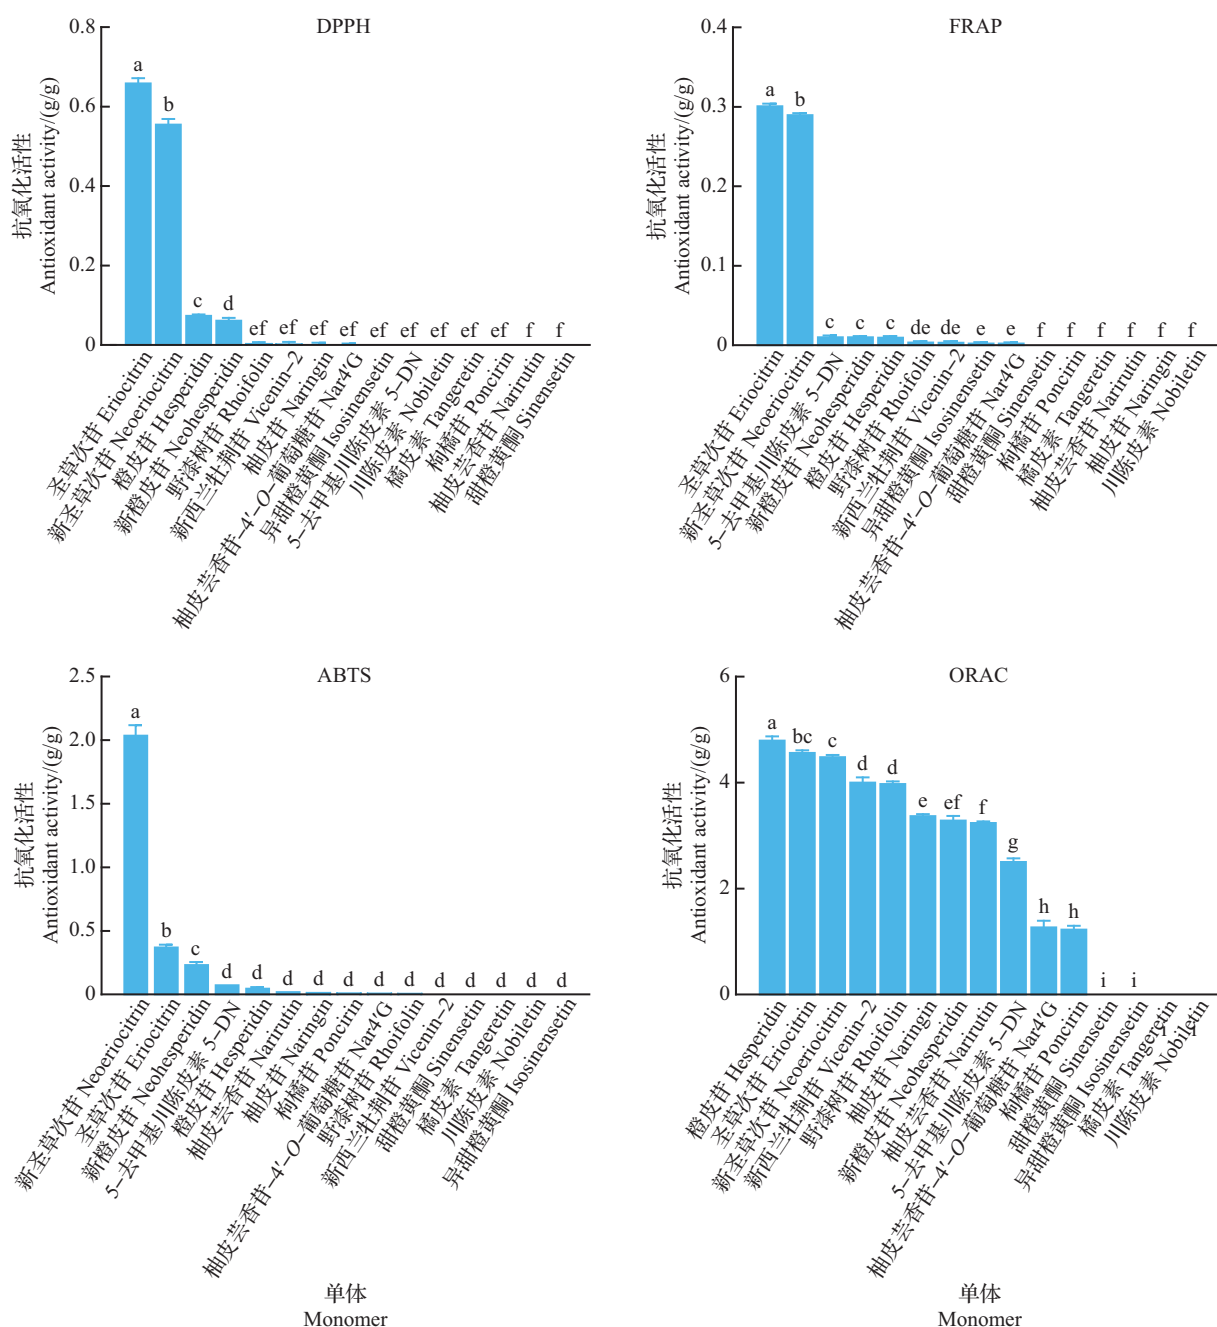 DPPH
抗氧化活性
Antioxidant activity/(g/g)
0.8
0.6
0.4
0.2
0
a
b
c
d
ef
ef
ef
ef
ef
ef
ef
ef
ef
f
f
圣草次苷 Eriocitrin
新圣草次苷 Neoeriocitrin
橙皮苷 Hesperidin
新橙皮苷 Neohesperidin
野漆树苷 Rhoifolin
新西兰牡荆苷 Vicenin-2
柚皮苷 Naringin
柚皮芸香苷-4′-O-葡萄糖苷 Nar4′G
异甜橙黄酮 Isosinensetin
5-去甲基川陈皮素 5-DN
川陈皮素 Nobiletin
橘皮素 Tangeretin
枸橘苷 Poncirin
柚皮芸香苷 Narirutin
甜橙黄酮 Sinensetin
FRAP
抗氧化活性
Antioxidant activity/(g/g)
0.4
0.3
0.2
0.1
0
a
b
c
c
c
de
de
e
e
f
f
f
f
f
f
圣草次苷 Eriocitrin
新圣草次苷 Neoeriocitrin
5-去甲基川陈皮素 5-DN
新橙皮苷 Neohesperidin
橙皮苷 Hesperidin
野漆树苷 Rhoifolin
新西兰牡荆苷 Vicenin-2
异甜橙黄酮 Isosinensetin
柚皮芸香苷-4′-O-葡萄糖苷 Nar4′G
甜橙黄酮 Sinensetin
枸橘苷 Poncirin
橘皮素 Tangeretin
柚皮芸香苷 Narirutin
柚皮苷 Naringin
川陈皮素 Nobiletin
ABTS
抗氧化活性
Antioxidant activity/(g/g)
2.5
2.0
1.5
1.0
0.5
0
a
b
c
d
d
d
d
d
d
d
d
d
d
d
d
新圣草次苷 Neoeriocitrin
圣草次苷 Eriocitrin
新橙皮苷 Neohesperidin
5-去甲基川陈皮素 5-DN
橙皮苷 Hesperidin
柚皮芸香苷 Narirutin
柚皮苷 Naringin
枸橘苷 Poncirin
柚皮芸香苷-4′-O-葡萄糖苷 Nar4′G
野漆树苷 Rhoifolin
新西兰牡荆苷 Vicenin-2
甜橙黄酮 Sinensetin
橘皮素 Tangeretin
川陈皮素 Nobiletin
异甜橙黄酮 Isosinensetin
单体
Monomer
ORAC
抗氧化活性
Antioxidant activity/(g/g)
6
4
2
0
a
bc
c
d
d
e
ef
f
g
h
h
i
i
i
i
橙皮苷 Hesperidin
圣草次苷 Eriocitrin
新圣草次苷 Neoeriocitrin
新西兰牡荆苷 Vicenin-2
野漆树苷 Rhoifolin
柚皮苷 Naringin
新橙皮苷 Neohesperidin
柚皮芸香苷 Narirutin
5-去甲基川陈皮素 5-DN
柚皮芸香苷-4′-O-葡萄糖苷 Nar4′G
枸橘苷 Poncirin
甜橙黄酮 Sinensetin
异甜橙黄酮 Isosinensetin
橘皮素 Tangeretin
川陈皮素 Nobiletin
单体
Monomer